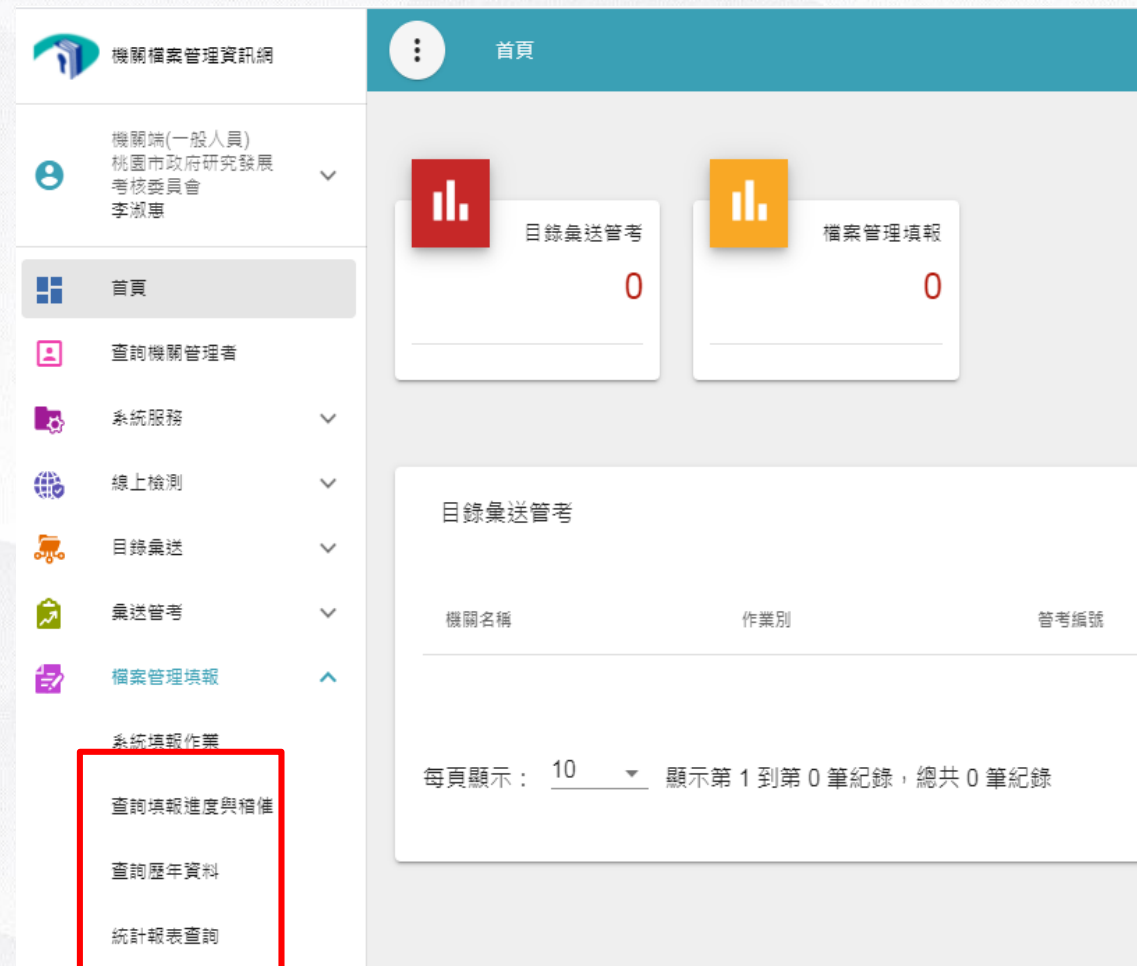 機關檔案管理資訊網
首頁
機關端(一般人員)
桃園市政府研究發展
考核委員會
李淑惠
首頁
查詢機關管理者
系統服務
線上檢測
目錄彙送
彙送管考
檔案管理填報
系統填報作業
查詢填報進度與稽催
查詢歷年資料
統計報表查詢
目錄彙送管考
0
檔案管理填報
0
目錄彙送管考
機關名稱 作業別 管考編號
每頁顯示： 10 顯示第 1 到第 0 筆紀錄，總共 0 筆紀錄